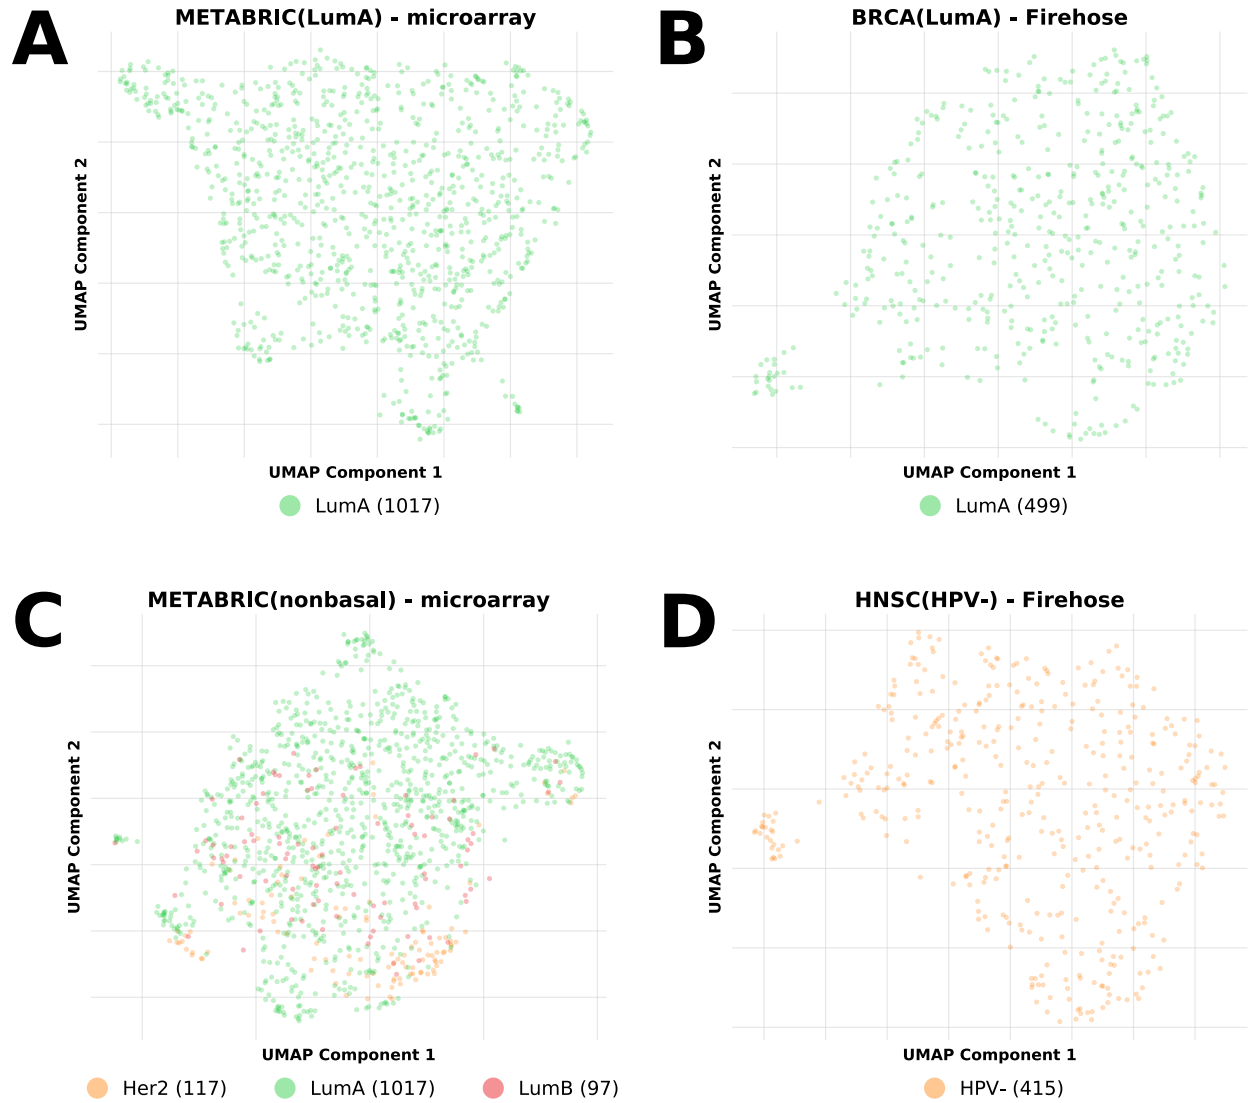 A
METABRIC(LumA) - microarray
UMAP Component 2
UMAP Component 1
LumA (1017)
B
BRCA(LumA) - Firehose
UMAP Component 2
UMAP Component 1
LumA (499)
C
METABRIC(nonbasal) - microarray
UMAP Component 2
UMAP Component 1
Her2 (117)
LumA (1017)
LumB (97)
D
HNSC(HPV-) - Firehose
UMAP Component 2
UMAP Component 1
HPV- (415)